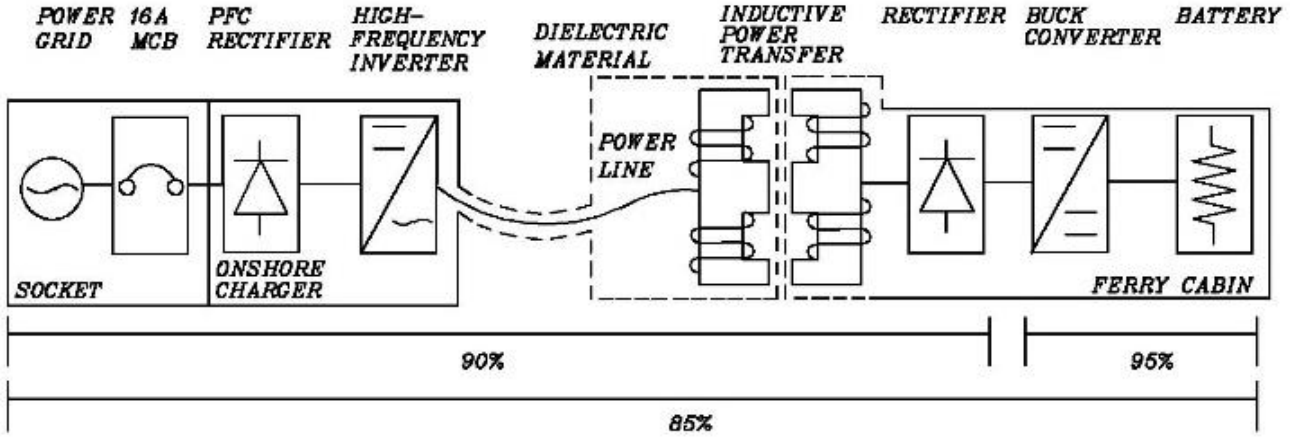 POWER GRID
16A MCB
PFC RECTIFIER
HIGH-FREQUENCY INVERTER
DIELECTRIC MATERIAL
INDUCTIVE POWER TRANSFER
RECTIFIER
BUCK CONVERTER
BATTERY
POWER LINE
SOCKET
ONSHORE CHARGER
FERRY CABIN
90%
95%
85%